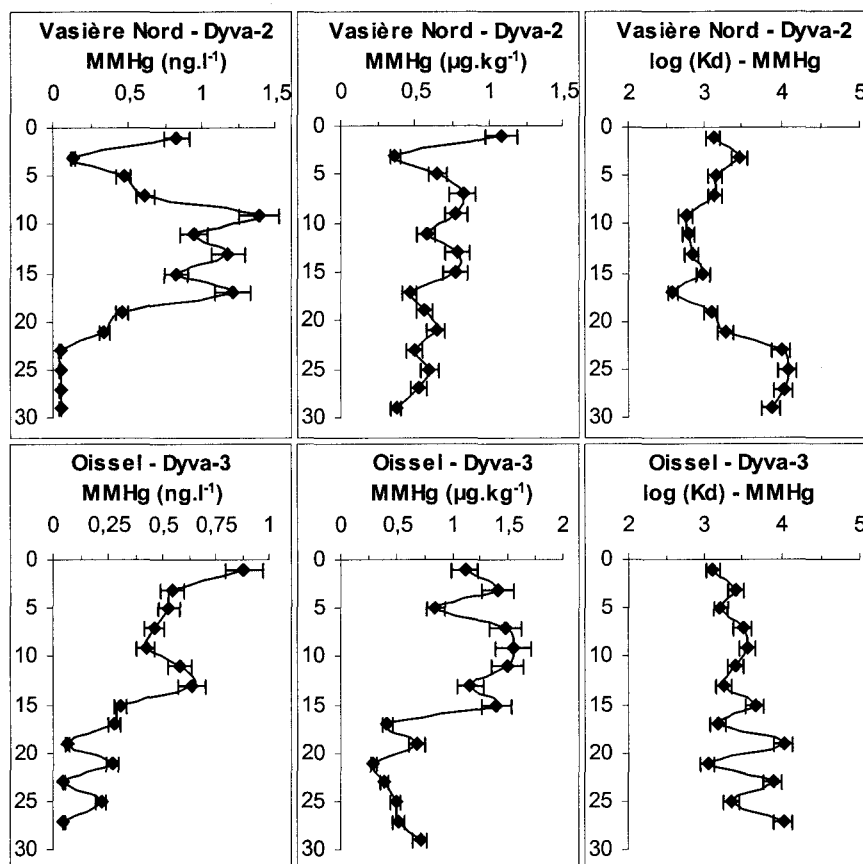 Vasière Nord - Dyva-2
MMHg (ng.l⁻¹)
0 0,5 1 1,5
0
5
10
15
20
25
30
Vasière Nord - Dyva-2
MMHg (µg.kg⁻¹)
0 0,5 1 1,5
0
5
10
15
20
25
30
Vasière Nord - Dyva-2
log (Kd) - MMHg
2 3 4 5
0
5
10
15
20
25
30
Oissel - Dyva-3
MMHg (ng.l⁻¹)
0 0,25 0,5 0,75 1
0
5
10
15
20
25
30
Oissel - Dyva-3
MMHg (µg.kg⁻¹)
0 0,5 1 1,5 2
0
5
10
15
20
25
30
Oissel - Dyva-3
log (Kd) - MMHg
2 3 4 5
0
5
10
15
20
25
30